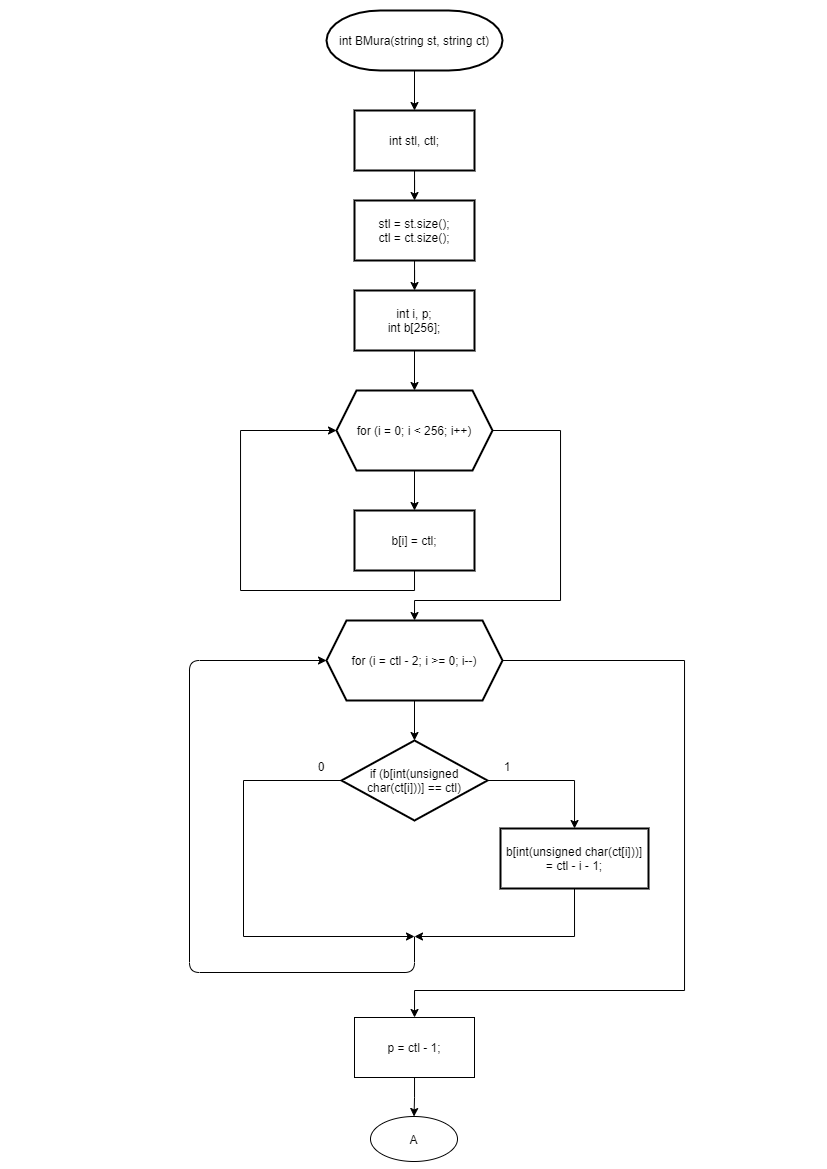 int BMura(string st, string ct)
int stl, ctl;
stl = st.size();
ctl = ct.size();
int i, p;
int b[256];
for (i = 0; i < 256; i++)
b[i] = ctl;
for (i = ctl - 2; i >= 0; i--)
0
if (b[int(unsigned
char(ct[i]))] == ctl)
1
b[int(unsigned char(ct[i]))]
= ctl - i - 1;
p = ctl - 1;
A